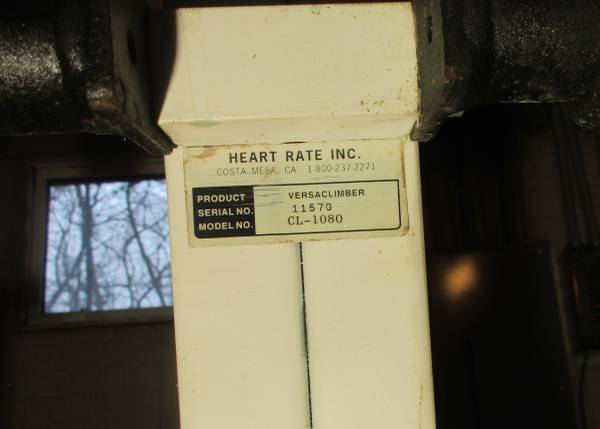 HEART RATE INC.
COSTA MESA, CA 1-800-237-2271
PRODUCT VERSACLIMBER
SERIAL NO. 11570
MODEL NO. CL-1080